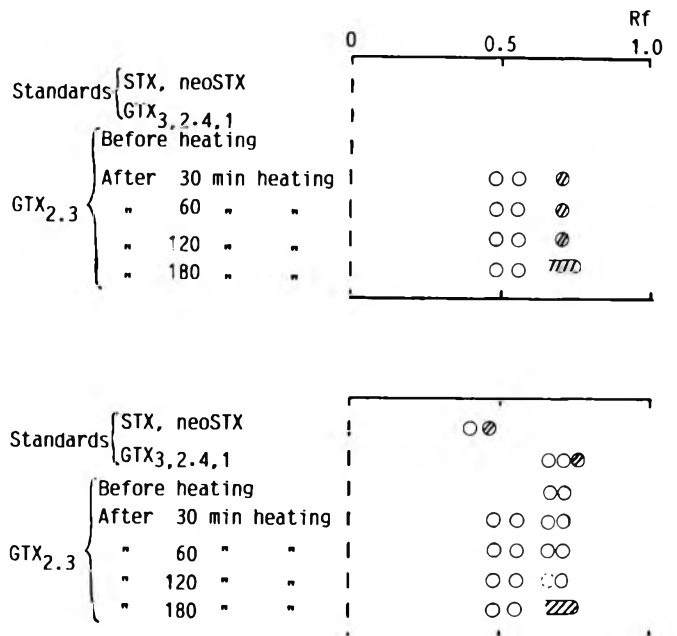 Rf
0 0.5 1.0
Standards STX, neoSTX
GTX3,2.4,1
Before heating
After 30 min heating
GTX2.3 " 60 " "
" 120 " "
" 180 " "
Standards STX, neoSTX
GTX3,2.4,1
Before heating
After 30 min heating
GTX2.3 " 60 " "
" 120 " "
" 180 " "